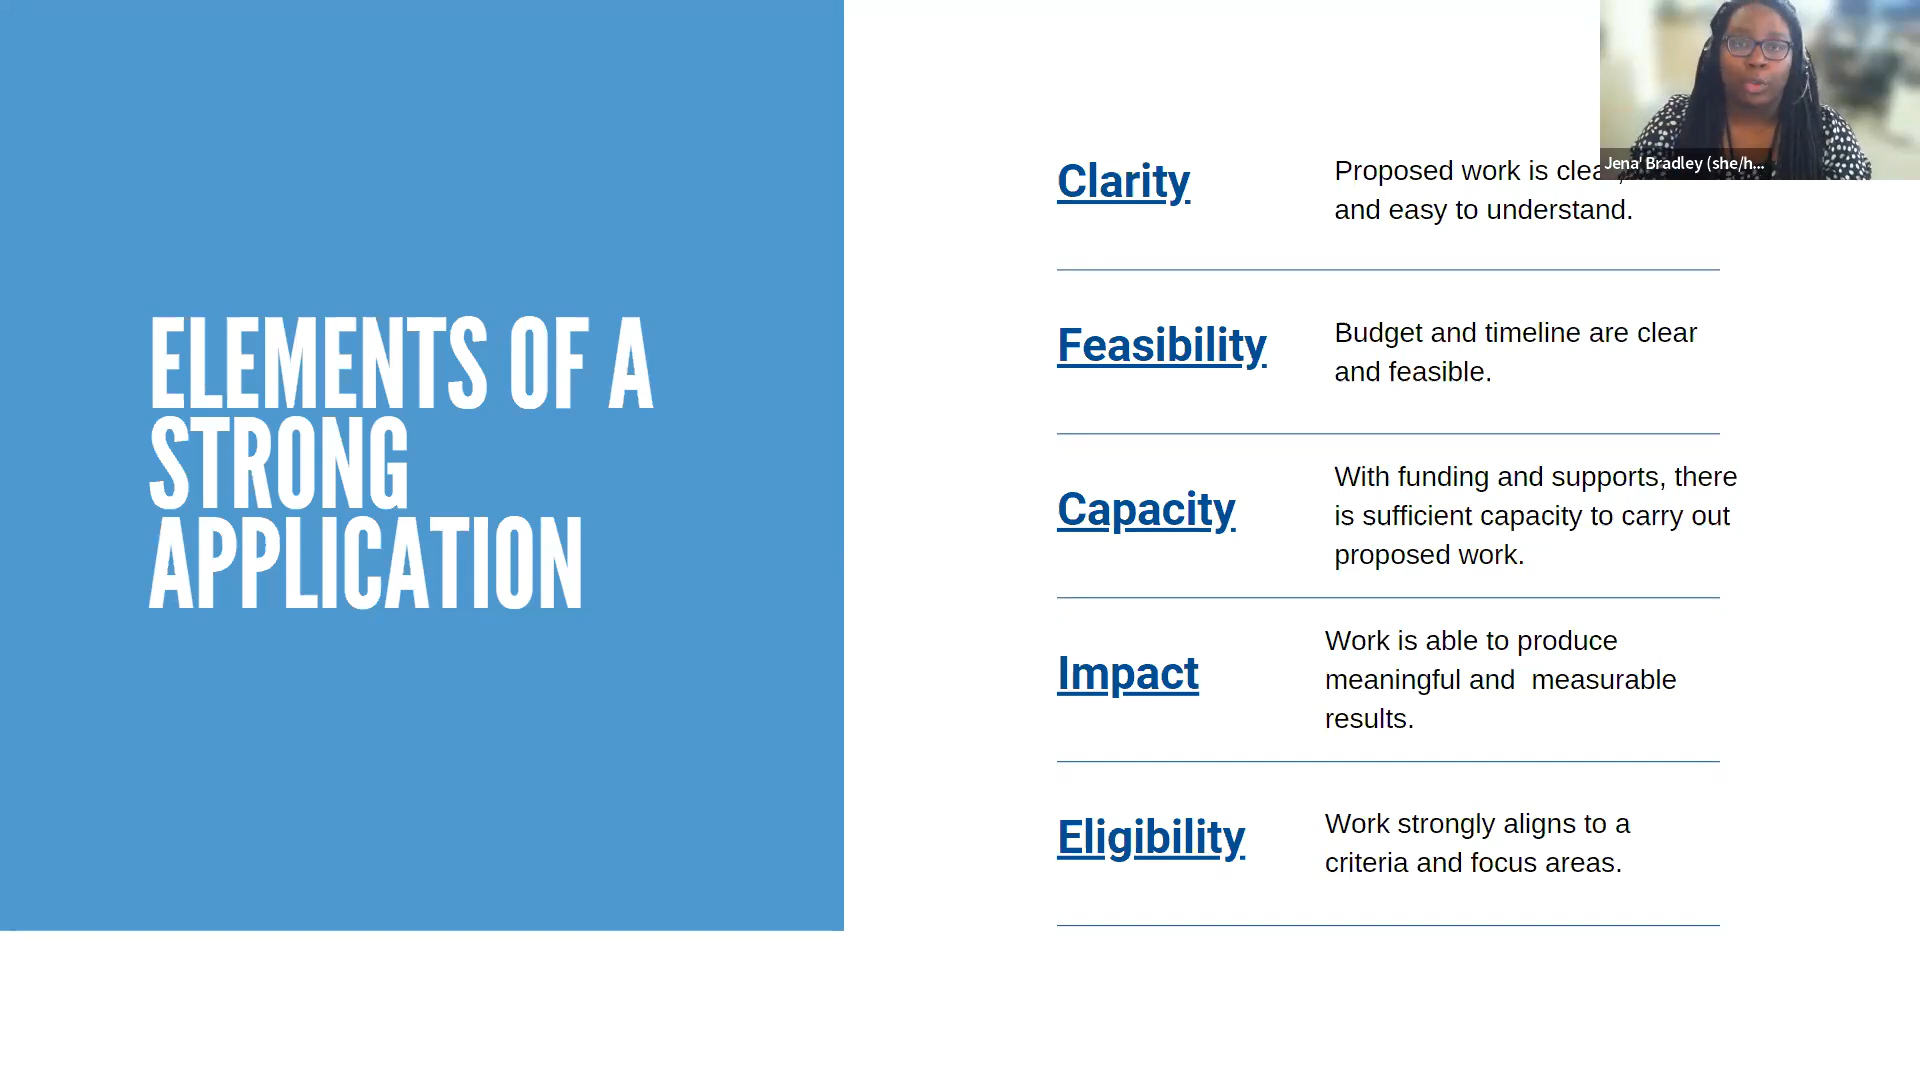 ELEMENTS OF A
STRONG
APPLICATION
Clarity
Proposed work is
and easy to understand.
Feasibility
Budget and timeline are clear
and feasible.
Capacity
With funding and supports, there
is sufficient capacity to carry out
proposed work.
Impact
Work is able to produce
meaningful and  measurable
results.
Eligibility
Work strongly aligns to a
criteria and focus areas.
Jena' Bradley (she/h...